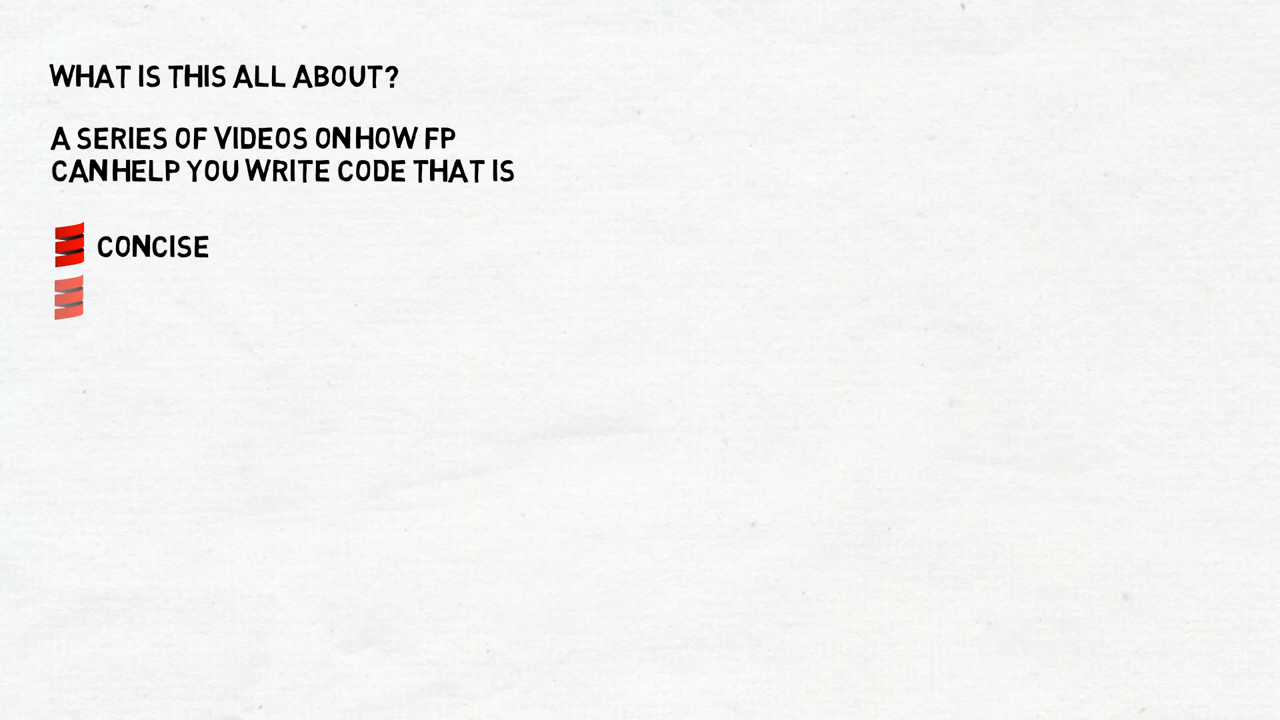 WHAT IS THIS ALL ABOUT?
A SERIES OF VIDEOS ON HOW FP
CAN HELP YOU WRITE CODE THAT IS
CONCISE